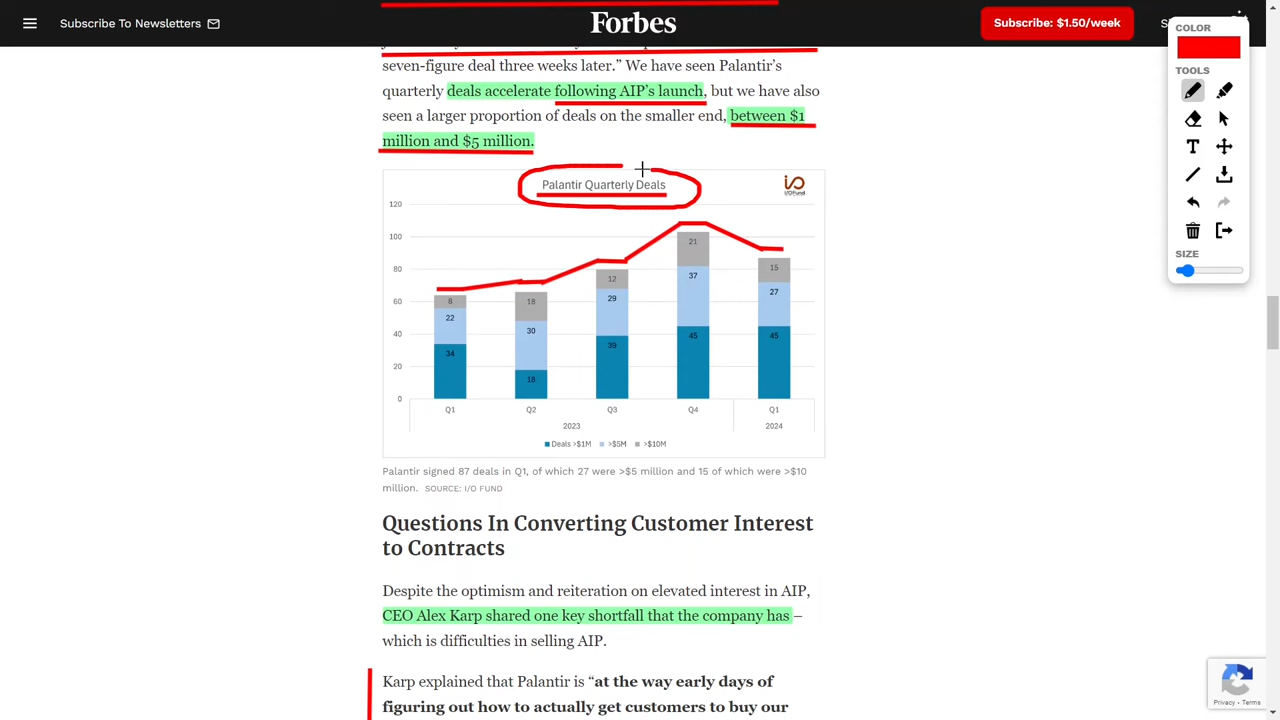 Subscribe To Newsletters
Forbes
Subscribe: $1.50/week
COLOR
TOOLS
T
SIZE
seven-figure deal three weeks later.” We have seen Palantir’s
quarterly deals accelerate following AIP’s launch, but we have also
seen a larger proportion of deals on the smaller end, between $1
million and $5 million.
Palantir Quarterly Deals
I/OFund
120
100
80
60
40
20
0
8
22
34
18
30
18
12
29
39
21
37
45
15
27
45
Q1 Q2 Q3 Q4 Q1
2023 2024
Deals >$1M >$5M >$10M
Palantir signed 87 deals in Q1, of which 27 were >$5 million and 15 of which were >$10
million. SOURCE: I/O FUND
Questions In Converting Customer Interest
to Contracts
Despite the optimism and reiteration on elevated interest in AIP,
CEO Alex Karp shared one key shortfall that the company has –
which is difficulties in selling AIP.
Karp explained that Palantir is “at the way early days of
figuring out how to actually get customers to buy our
Privacy - Terms